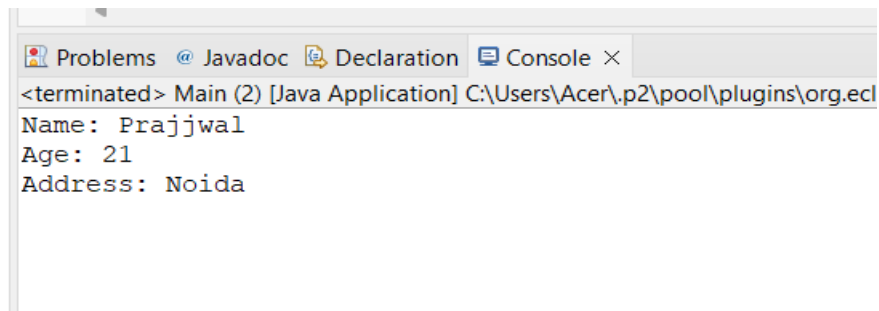 Problems @ Javadoc Declaration Console
<terminated> Main (2) [Java Application] C:\Users\Acer\.p2\pool\plugins\org.ecl
Name: Prajjwal
Age: 21
Address: Noida